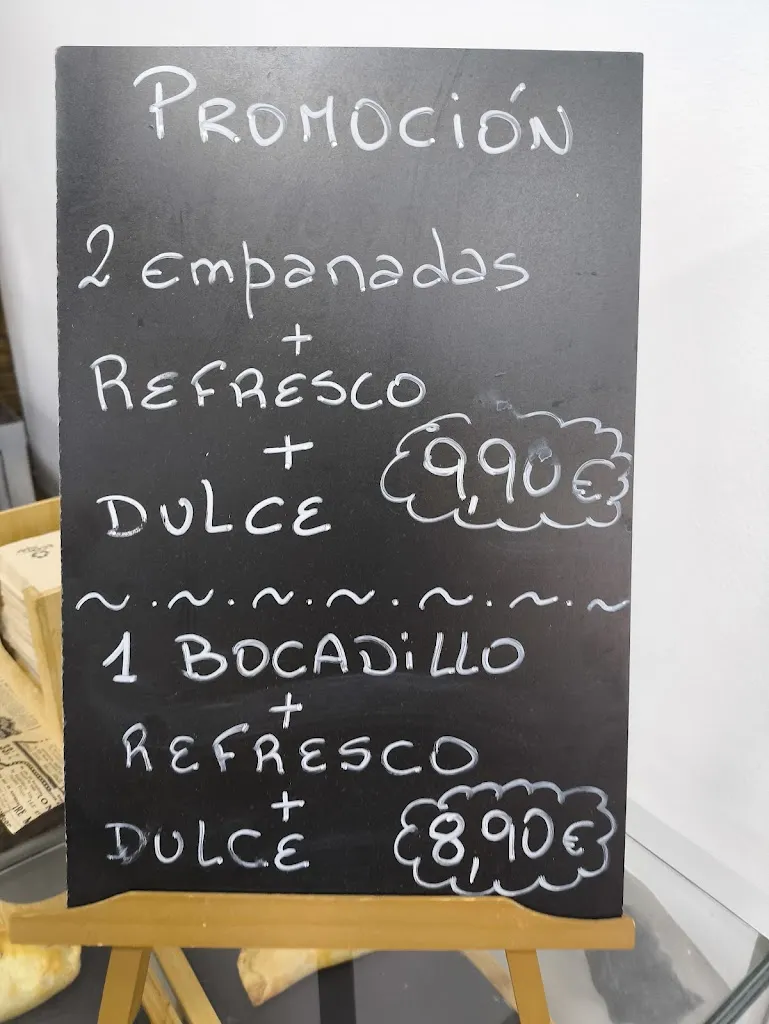 PROMOCIÓN
2 empanadas
+
REFRESCO
+
DULCE
9,90€
~.~.~.~.~.~.~
1 BOCADiLLO
+
REFRESCO
+
DULCE
8,90€